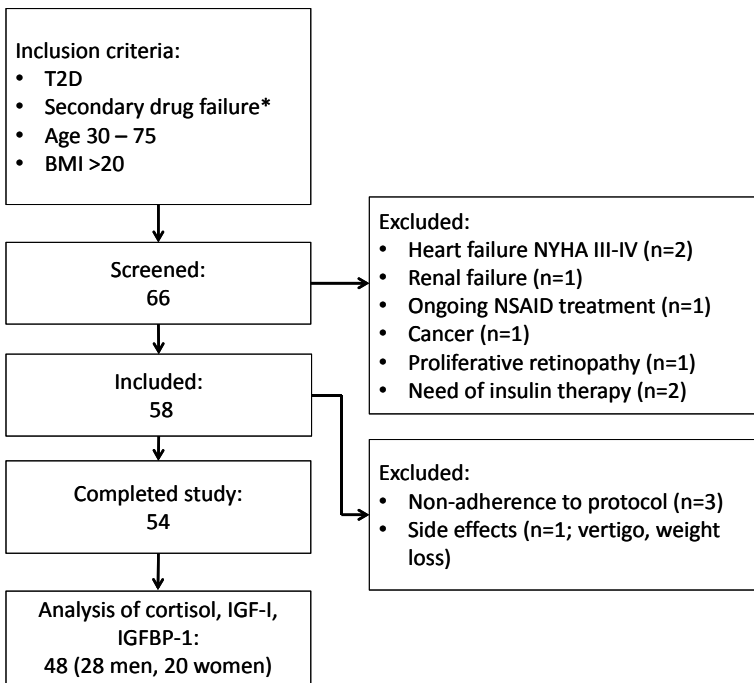 Inclusion criteria:
• T2D
• Secondary drug failure*
• Age 30 – 75
• BMI >20
Screened:
66
Excluded:
• Heart failure NYHA III-IV (n=2)
• Renal failure (n=1)
• Ongoing NSAID treatment (n=1)
• Cancer (n=1)
• Proliferative retinopathy (n=1)
• Need of insulin therapy (n=2)
Included:
58
Excluded:
• Non-adherence to protocol (n=3)
• Side effects (n=1; vertigo, weight
loss)
Completed study:
54
Analysis of cortisol, IGF-I,
IGFBP-1:
48 (28 men, 20 women)